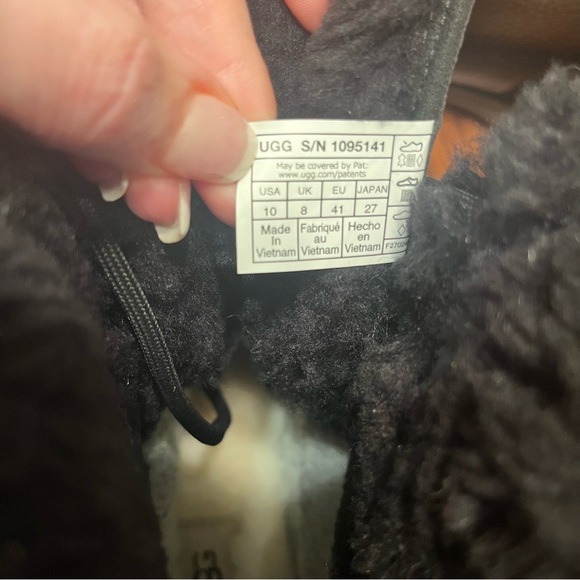 UGG S/N 1095141
May be covered by Pat:
www.ugg.com/patents
USA UK EU JAPAN
10 8 41 27
Made Fabriqué Hecho
In au en
Vietnam Vietnam Vietnam